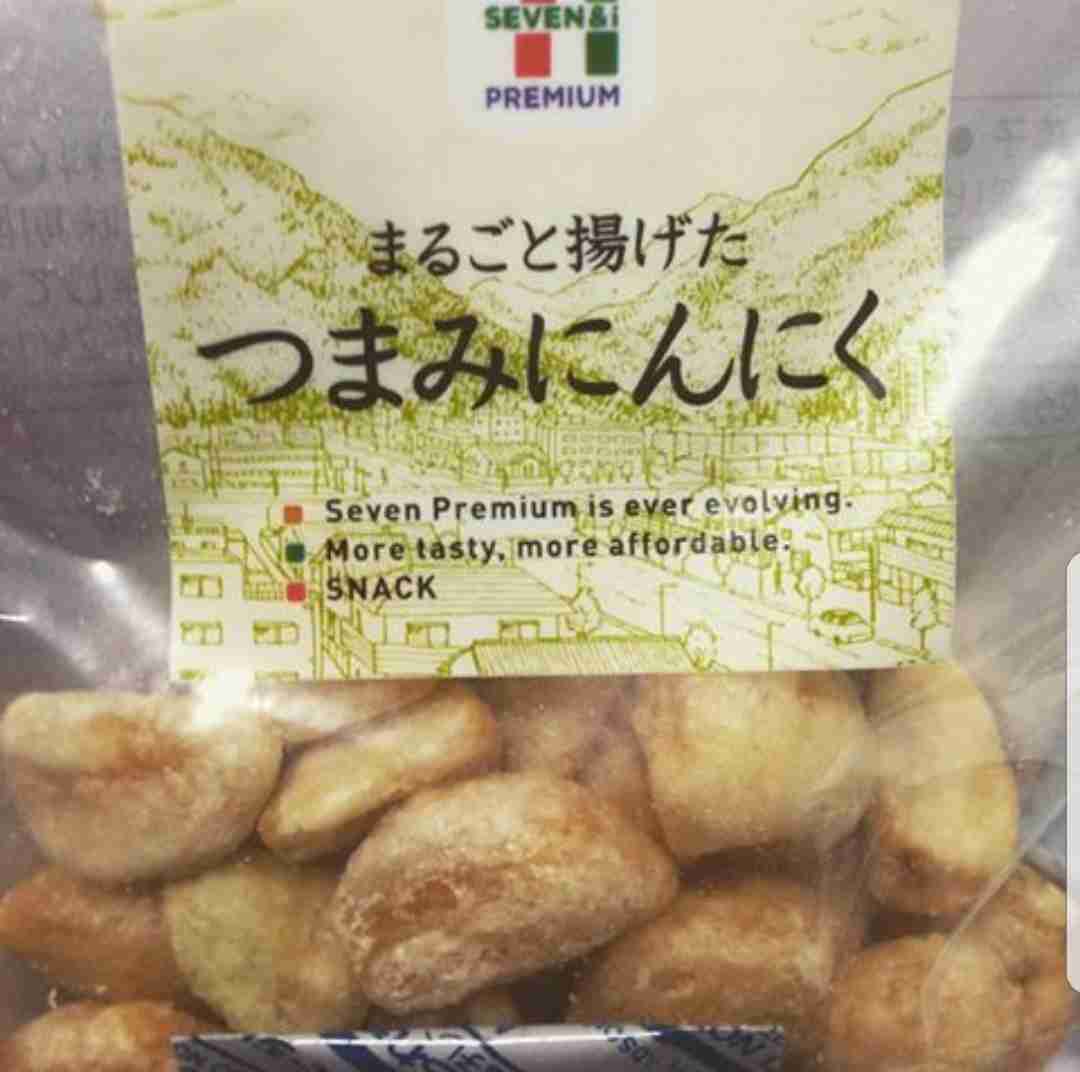 SEVEN&i
PREMIUM
まるごと揚げた
つまみにんにく
Seven Premium is ever evolving.
More tasty, more affordable.
SNACK